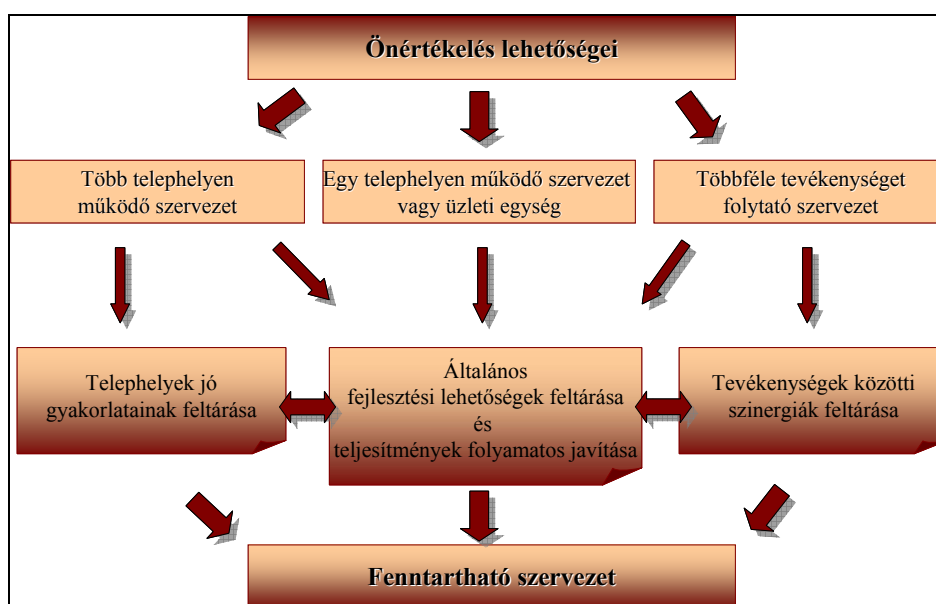 Önértékelés lehetőségei
Több telephelyen
működő szervezet
Egy telephelyen működő szervezet
vagy üzleti egység
Többféle tevékenységet
folytató szervezet
Telephelyek jó
gyakorlatainak feltárása
Általános
fejlesztési lehetőségek feltárása
és
teljesítmények folyamatos javítása
Tevékenységek közötti
szinergiák feltárása
Fenntartható szervezet